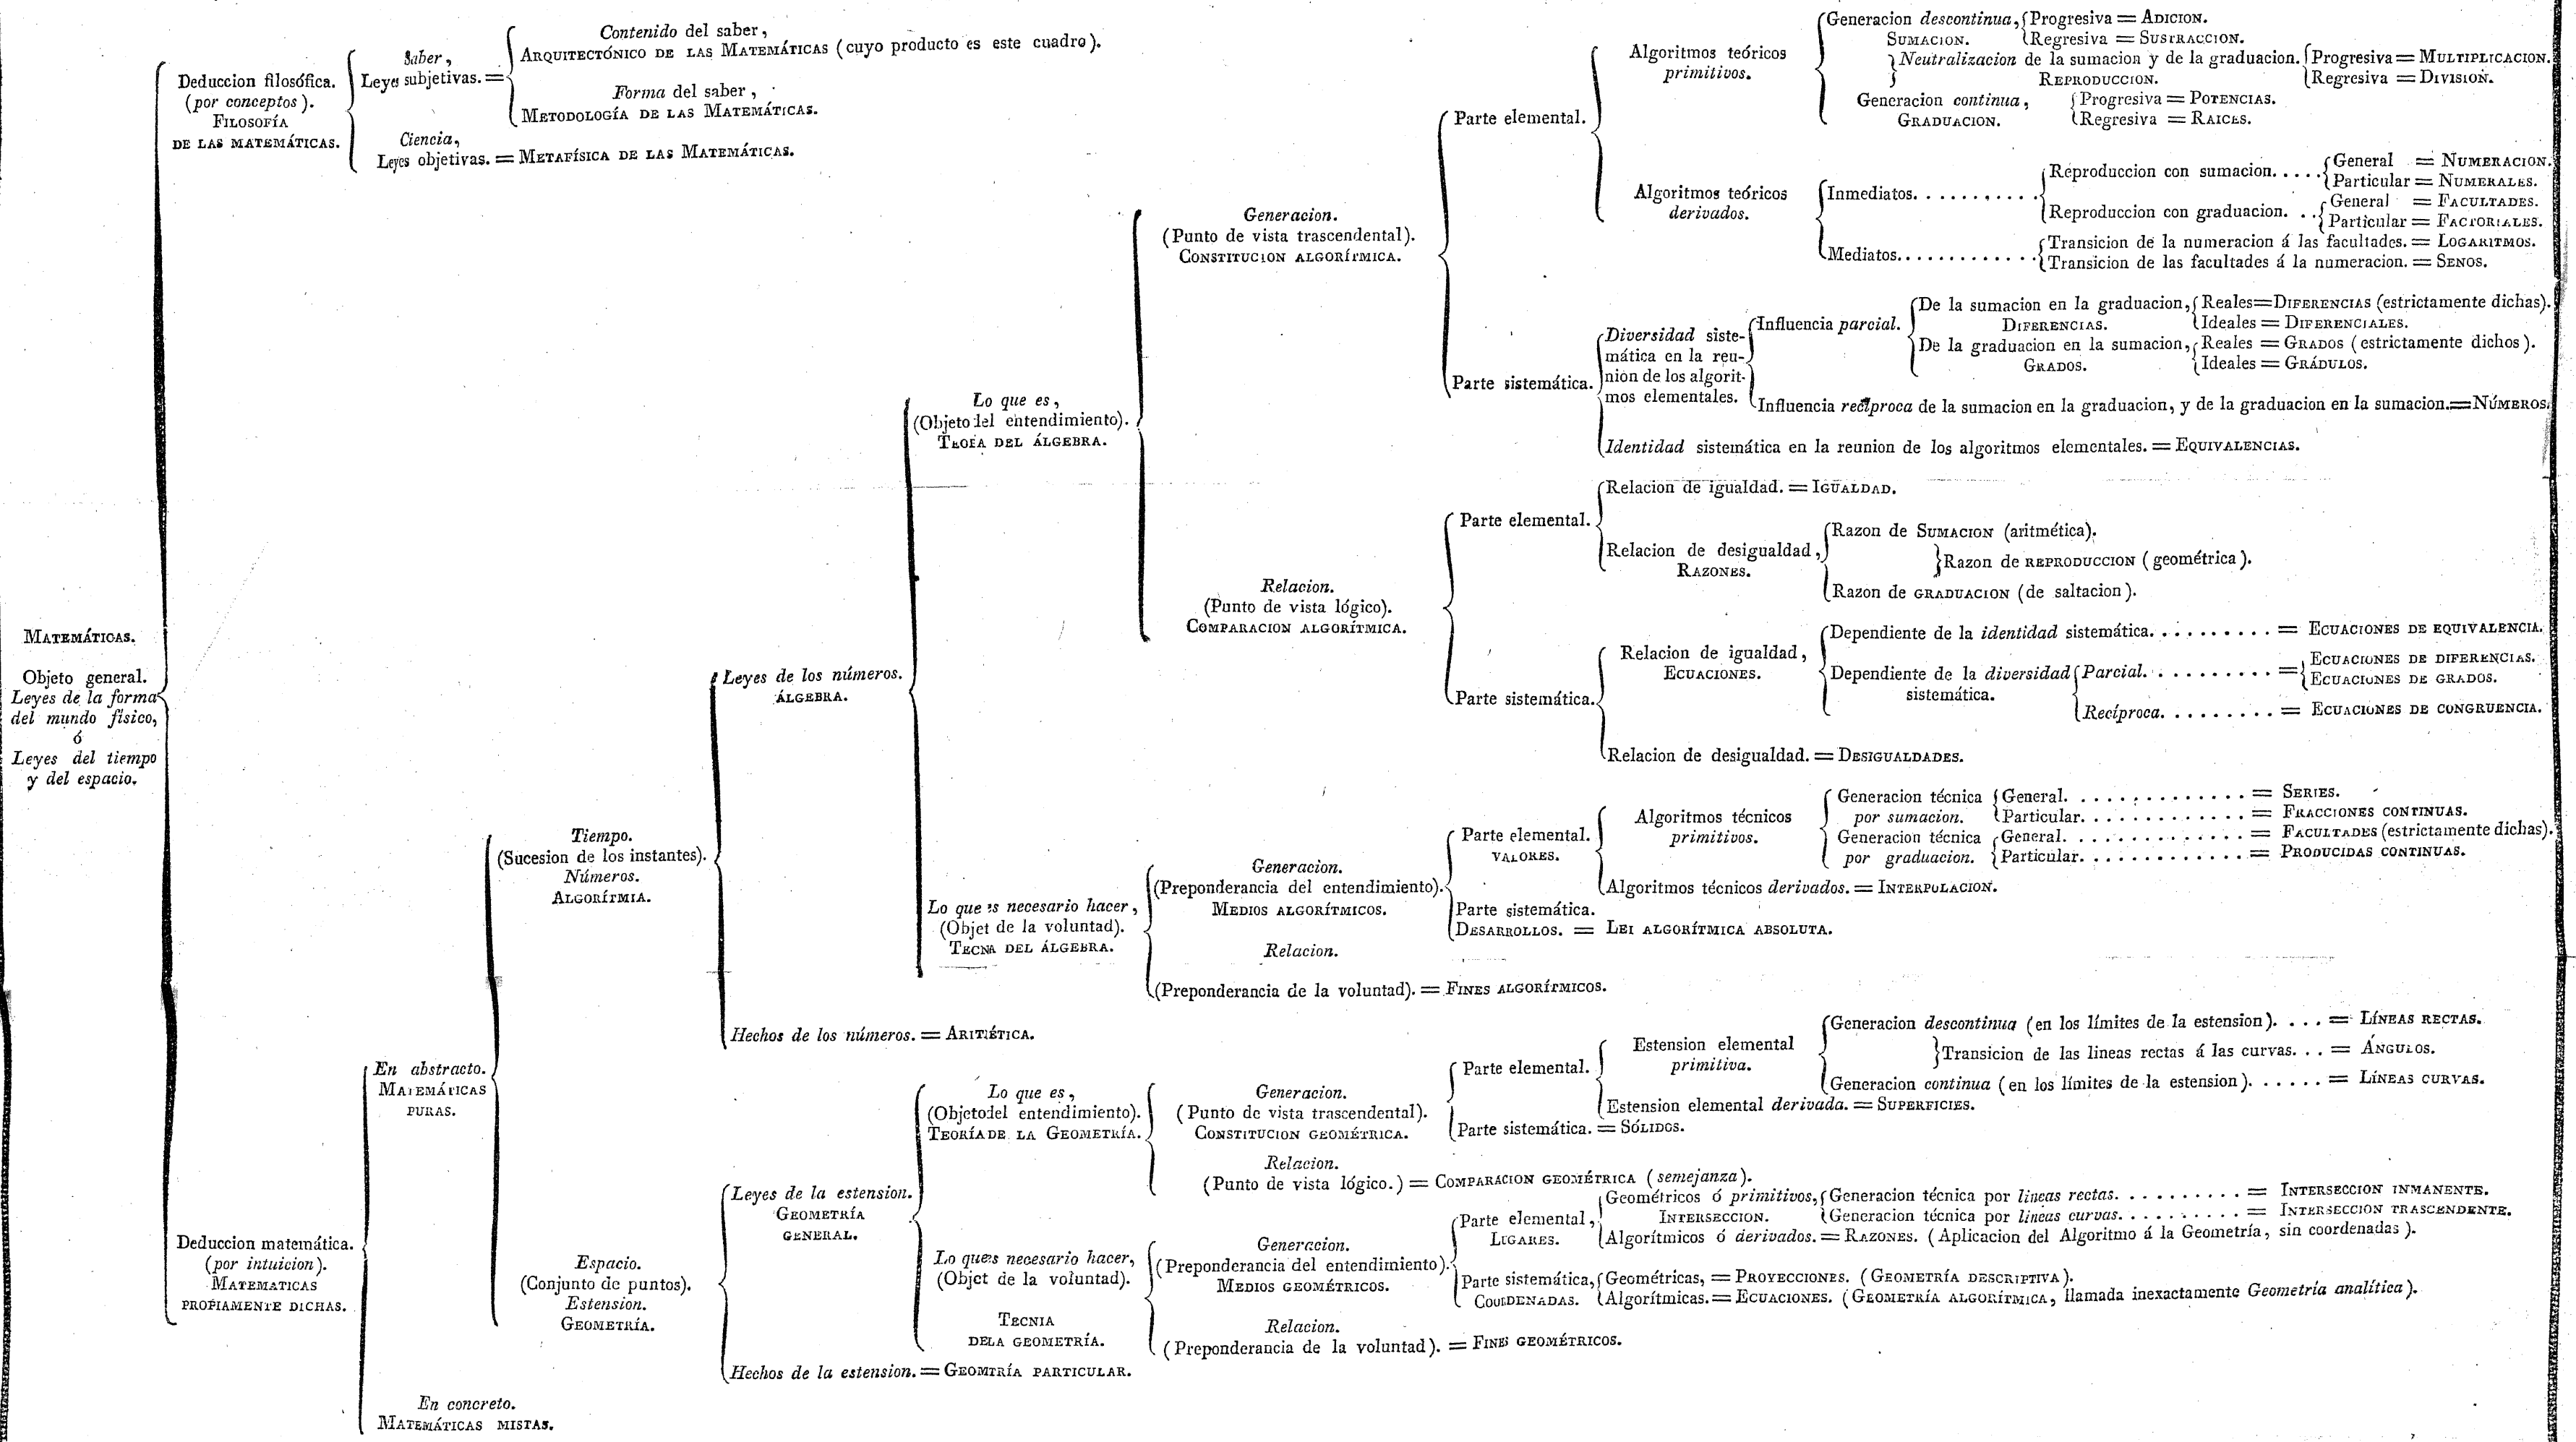 MATEMÁTICAS.
Objeto general.
Leyes de la forma
del mundo físico,
ó
Leyes del tiempo
y del espacio.
Deduccion filosófica.
(por conceptos).
FILOSOFÍA
DE LAS MATEMÁTICAS.
Saber,
Leyes subjetivas. =
Contenido del saber,
ARQUITECTÓNICO DE LAS MATEMÁTICAS (cuyo producto es este cuadro).
Forma del saber,
METODOLOGÍA DE LAS MATEMÁTICAS.
Ciencia,
Leyes objetivas. = METAFÍSICA DE LAS MATEMÁTICAS.
Deduccion matemática.
(por intuicion).
MATEMATICAS
PROPIAMENTE DICHAS.
En abstracto.
MATEMÁTICAS
PURAS.
Tiempo.
(Sucesion de los instantes).
Números.
ALGORÍTMIA.
Leyes de los números.
ÁLGEBRA.
Lo que es,
(Objeto del entendimiento).
TEORÍA DEL ÁLGEBRA.
Generacion.
(Punto de vista trascendental).
CONSTITUCION ALGORÍTMICA.
Parte elemental.
Algoritmos teóricos
primitivos.
Generacion descontinua,
SUMACION.
Progresiva = ADICION.
Regresiva = SUSTRACCION.
Neutralizacion de la sumacion y de la graduacion.
REPRODUCCION.
Progresiva = MULTIPLICACION.
Regresiva = DIVISION.
Generacion continua,
GRADUACION.
Progresiva = POTENCIAS.
Regresiva = RAICES.
Algoritmos teóricos
derivados.
Inmediatos. . . . . . . . . . .
Reproduccion con sumacion. . . . .
General = NUMERACION.
Particular = NUMERALES.
Reproduccion con graduacion. . .
General = FACULTADES.
Particular = FACTORIALES.
Mediatos. . . . . . . . . . . . .
Transicion de la numeracion á las facultades. = LOGARITMOS.
Transicion de las facultades á la numeracion. = SENOS.
Parte sistemática.
Diversidad siste-
mática en la reu-
nion de los algorit-
mos elementales.
Influencia parcial.
De la sumacion en la graduacion,
DIFERENCIAS.
Reales = DIFERENCIAS (estrictamente dichas).
Ideales = DIFERENCIALES.
De la graduacion en la sumacion,
GRADOS.
Reales = GRADOS (estrictamente dichos).
Ideales = GRÁDULOS.
Influencia recíproca de la sumacion en la graduacion, y de la graduacion en la sumacion. = NÚMEROS.
Identidad sistemática en la reunion de los algoritmos elementales. = EQUIVALENCIAS.
Relacion.
(Punto de vista lógico).
COMPARACION ALGORÍTMICA.
Parte elemental.
Relacion de igualdad. = IGUALDAD.
Relacion de desigualdad,
RAZONES.
Razon de SUMACION (aritmética).
Razon de REPRODUCCION (geométrica).
Razon de GRADUACION (de saltacion).
Parte sistemática.
Relacion de igualdad,
ECUACIONES.
Dependiente de la identidad sistemática. . . . . . . . . . = ECUACIONES DE EQUIVALENCIA.
Dependiente de la diversidad
sistemática.
Parcial. . . . . . . . . . =
ECUACIONES DE DIFERENCIAS.
ECUACIONES DE GRADOS.
Recíproca. . . . . . . . . = ECUACIONES DE CONGRUENCIA.
Relacion de desigualdad. = DESIGUALDADES.
Lo que es necesario hacer,
(Objet de la voluntad).
TECNA DEL ÁLGEBRA.
Generacion.
(Preponderancia del entendimiento).
MEDIOS ALGORÍTMICOS.
Parte elemental.
VALORES.
Algoritmos técnicos
primitivos.
Generacion técnica
por sumacion.
General. . . . . . . . . . . . . = SERIES.
Particular. . . . . . . . . . . . = FRACCIONES CONTINUAS.
Generacion técnica
por graduacion.
General. . . . . . . . . . . . . = FACULTADES (estrictamente dichas).
Particular. . . . . . . . . . . . = PRODUCIDAS CONTINUAS.
Algoritmos técnicos derivados. = INTERPOLACION.
Parte sistemática.
DESARROLLOS. = LEI ALGORÍTMICA ABSOLUTA.
Relacion.
(Preponderancia de la voluntad). = FINES ALGORÍTMICOS.
Hechos de los números. = ARITMÉTICA.
Espacio.
(Conjunto de puntos).
Estension.
GEOMETRÍA.
Leyes de la estension.
GEOMETRÍA
GENERAL.
Lo que es,
(Objeto del entendimiento).
TEORÍA DE LA GEOMETRÍA.
Generacion.
(Punto de vista trascendental).
CONSTITUCION GEOMÉTRICA.
Parte elemental.
Estension elemental
primitiva.
Generacion descontinua (en los límites de la estension). . . . = LÍNEAS RECTAS.
Transicion de las lineas rectas á las curvas. . . = ÁNGULOS.
Generacion continua (en los límites de la estension). . . . . . = LÍNEAS CURVAS.
Estension elemental derivada. = SUPERFICIES.
Parte sistemática. = SÓLIDOS.
Relacion.
(Punto de vista lógico.) = COMPARACION GEOMÉTRICA (semejanza).
Lo que es necesario hacer,
(Objet de la voluntad).
TECNIA
DE LA GEOMETRÍA.
Generacion.
(Preponderancia del entendimiento).
MEDIOS GEOMÉTRICOS.
Parte elemental,
LUGARES.
Geométricos ó primitivos,
INTERSECCION.
Generacion técnica por lineas rectas. . . . . . . . . . = INTERSECCION INMANENTE.
Generacion técnica por lineas curvas. . . . . . . . . . = INTERSECCION TRASCENDENTE.
Algorítmicos ó derivados. = RAZONES. (Aplicacion del Algoritmo á la Geometría, sin coordenadas).
Parte sistemática,
COORDENADAS.
Geométricas, = PROYECCIONES. (GEOMETRÍA DESCRIPTIVA).
Algorítmicas. = ECUACIONES. (GEOMETRÍA ALGORÍTMICA, llamada inexactamente Geometría analítica).
Relacion.
(Preponderancia de la voluntad). = FINES GEOMÉTRICOS.
Hechos de la estension. = GEOMTRÍA PARTICULAR.
En concreto.
MATEMÁTICAS MISTAS.